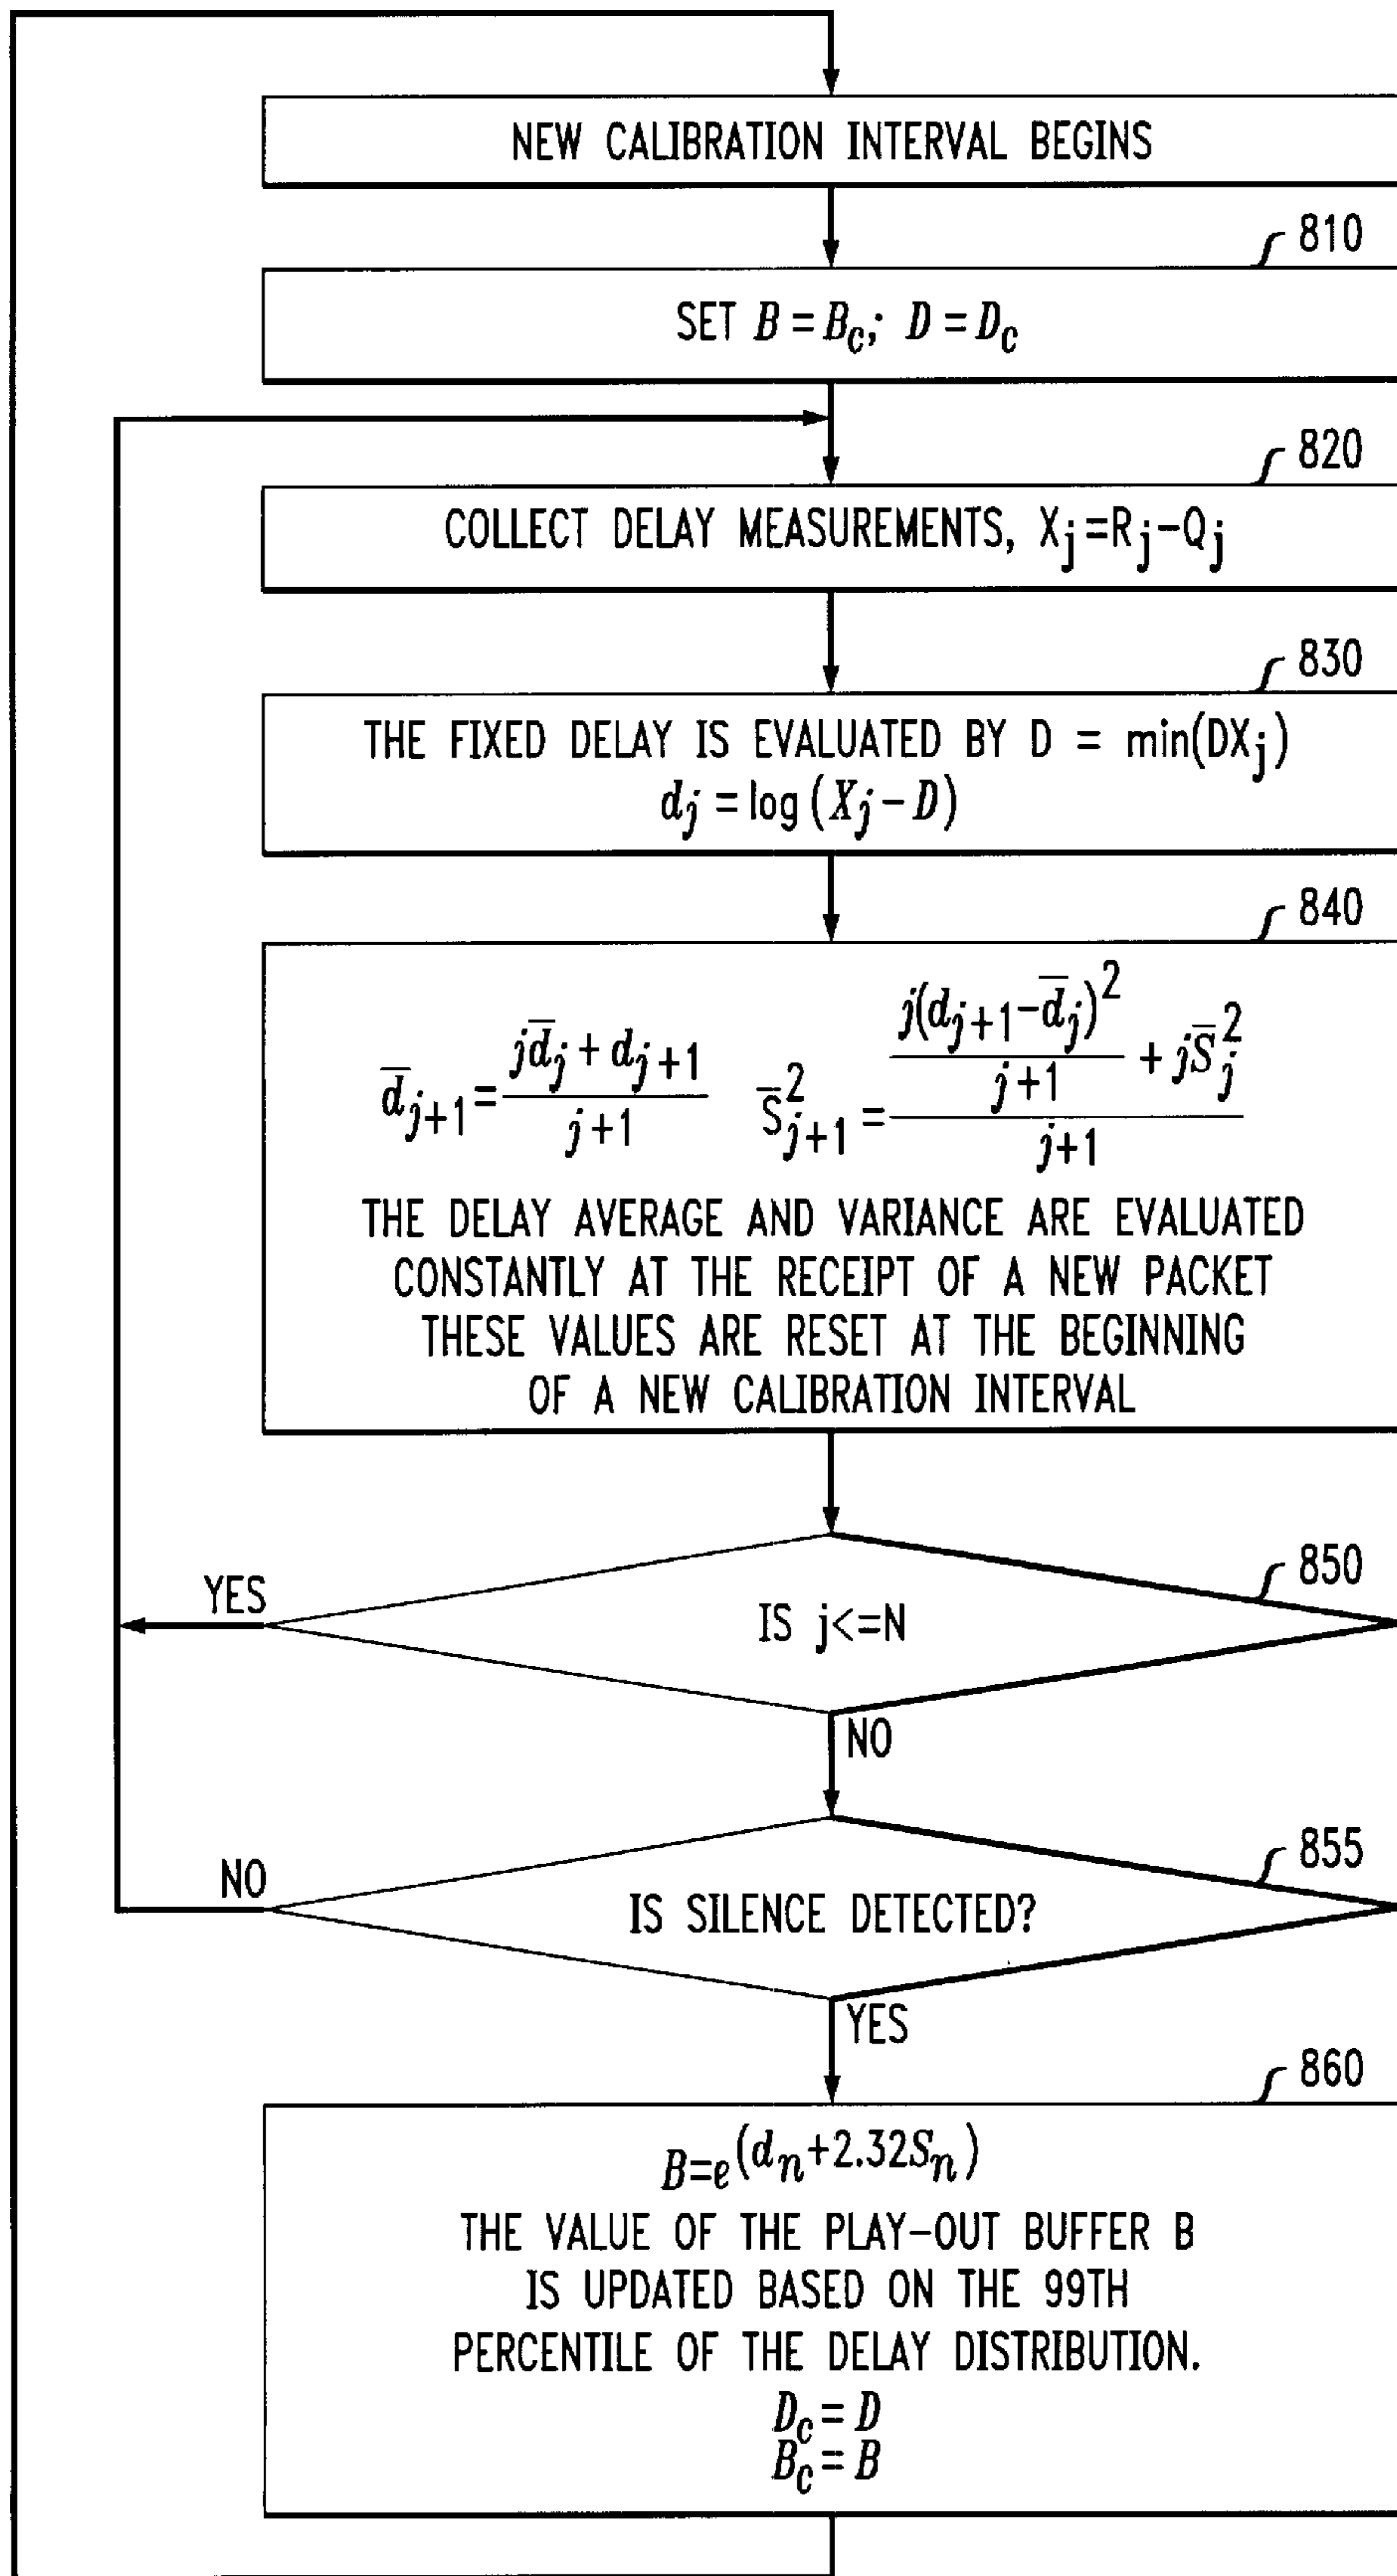 NEW CALIBRATION INTERVAL BEGINS
810
SET B = B_c; D = D_c
820
COLLECT DELAY MEASUREMENTS, X_j=R_j-Q_j
830
THE FIXED DELAY IS EVALUATED BY D = min(DX_j)
d_j = log (X_j - D)
840
d̅_{j+1} = (j d̅_j + d_{j+1}) / (j+1)   S̅²_{j+1} = (j(d_{j+1} - d̅_j)² / (j+1) + j S̅²_j) / (j+1)
THE DELAY AVERAGE AND VARIANCE ARE EVALUATED
CONSTANTLY AT THE RECEIPT OF A NEW PACKET
THESE VALUES ARE RESET AT THE BEGINNING
OF A NEW CALIBRATION INTERVAL
850
YES
IS j<=N
NO
855
NO
IS SILENCE DETECTED?
YES
860
B=e^(d_n+2.32S_n)
THE VALUE OF THE PLAY-OUT BUFFER B
IS UPDATED BASED ON THE 99TH
PERCENTILE OF THE DELAY DISTRIBUTION.
D_c = D
B_c = B